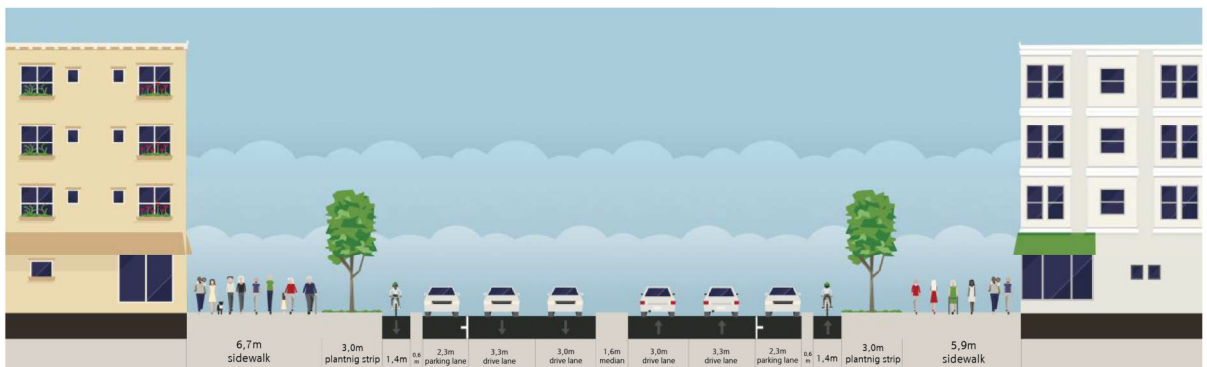 6,7m
sidewalk
3,0m
plantnig strip
1,4m
0,6
m
2,3m
parking lane
3,3m
drive lane
3,0m
drive lane
1,6m
median
3,0m
drive lane
3,3m
drive lane
2,3m
parking lane
0,6
m
1,4m
3,0m
plantnig strip
5,9m
sidewalk